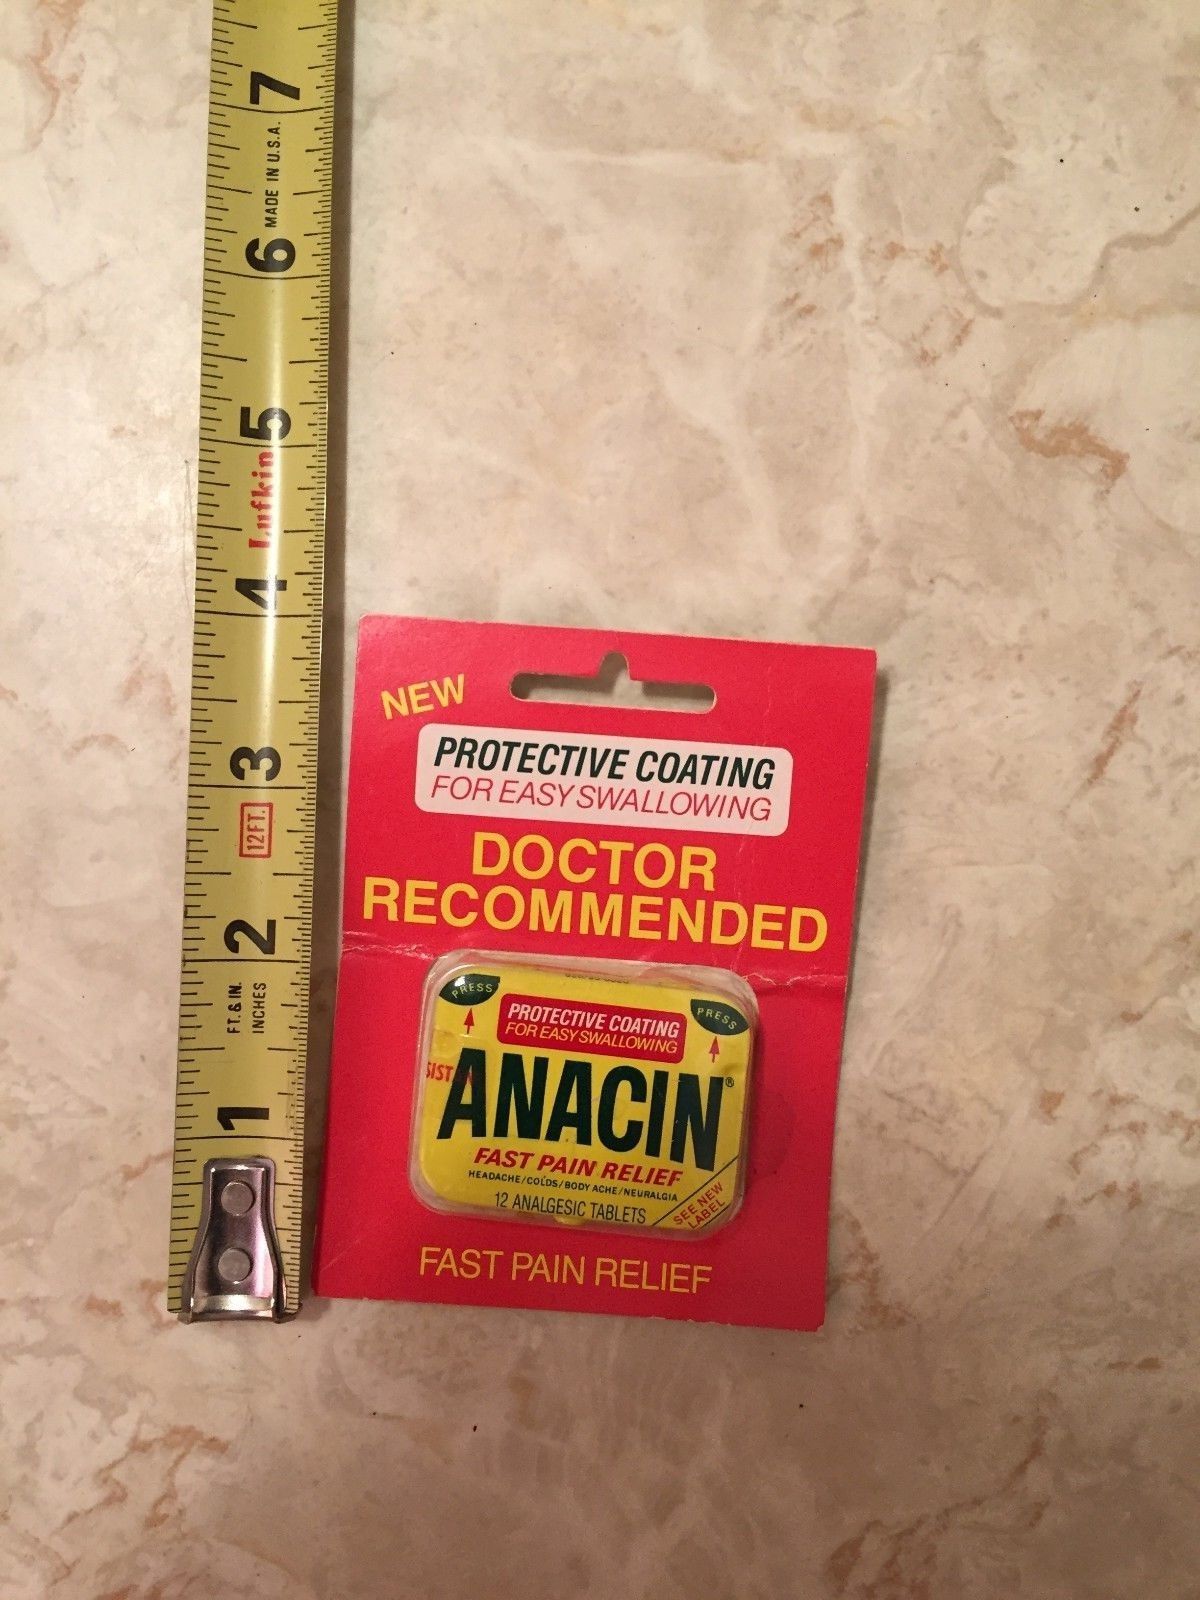 7
MADE IN U.S.A.
6
5
Lufkin
4
3
12FT.
2
FT. & IN.
INCHES
1
NEW
PROTECTIVE COATING
FOR EASY SWALLOWING
DOCTOR
RECOMMENDED
PRESS
PRESS
PROTECTIVE COATING
FOR EASY SWALLOWING
ANACIN®
FAST PAIN RELIEF
HEADACHE/COLDS/BODY ACHE/NEURALGIA
12 ANALGESIC TABLETS
SEE NEW
LABEL
FAST PAIN RELIEF